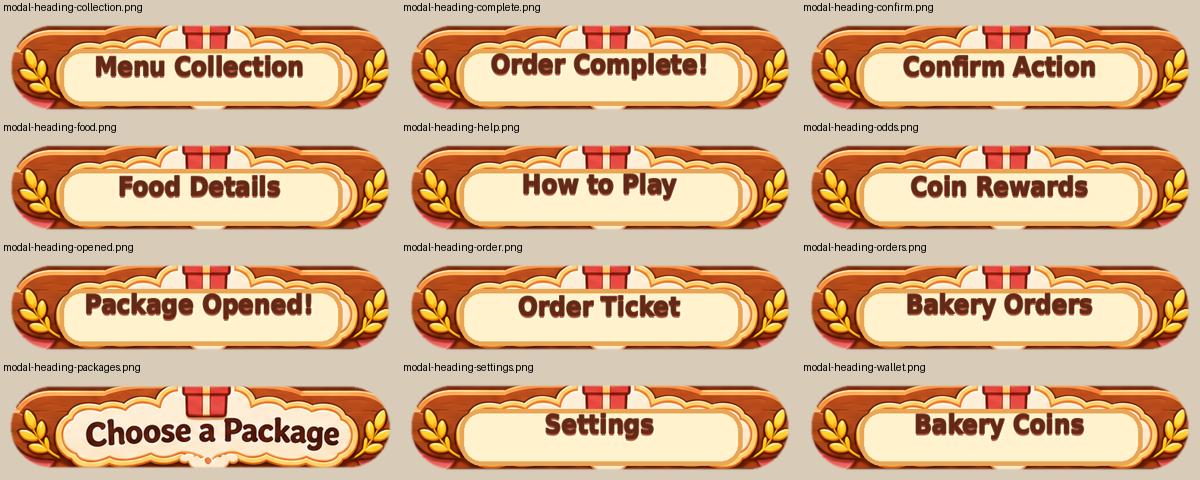 modal-heading-collection.png
Menu Collection
modal-heading-complete.png
Order Complete!
modal-heading-confirm.png
Confirm Action
modal-heading-food.png
Food Details
modal-heading-help.png
How to Play
modal-heading-odds.png
Coin Rewards
modal-heading-opened.png
Package Opened!
modal-heading-order.png
Order Ticket
modal-heading-orders.png
Bakery Orders
modal-heading-packages.png
Choose a Package
modal-heading-settings.png
Settings
modal-heading-wallet.png
Bakery Coins